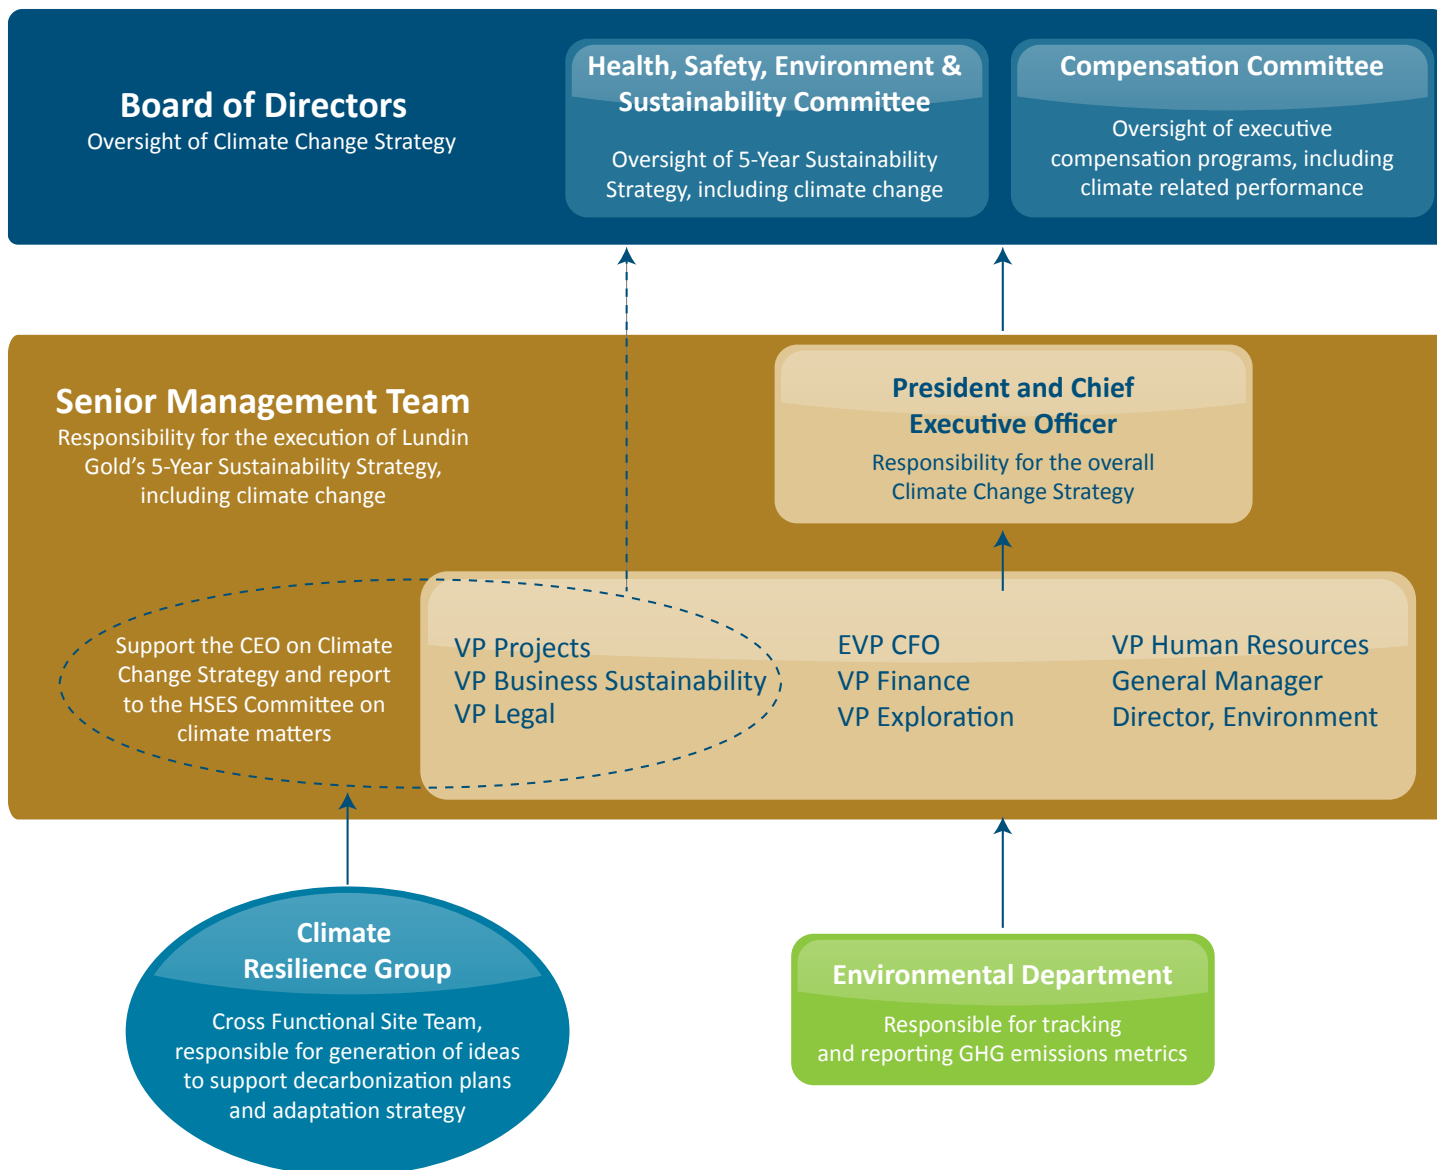 Board of Directors
Oversight of Climate Change Strategy
Health, Safety, Environment &
Sustainability Committee
Oversight of 5-Year Sustainability
Strategy, including climate change
Compensation Committee
Oversight of executive
compensation programs, including
climate related performance
Senior Management Team
Responsibility for the execution of Lundin
Gold's 5-Year Sustainability Strategy,
including climate change
President and Chief
Executive Officer
Responsibility for the overall
Climate Change Strategy
Support the CEO on Climate
Change Strategy and report
to the HSES Committee on
climate matters
VP Projects
VP Business Sustainability
VP Legal
EVP CFO
VP Finance
VP Exploration
VP Human Resources
General Manager
Director, Environment
Climate
Resilience Group
Cross Functional Site Team,
responsible for generation of ideas
to support decarbonization plans
and adaptation strategy
Environmental Department
Responsible for tracking
and reporting GHG emissions metrics